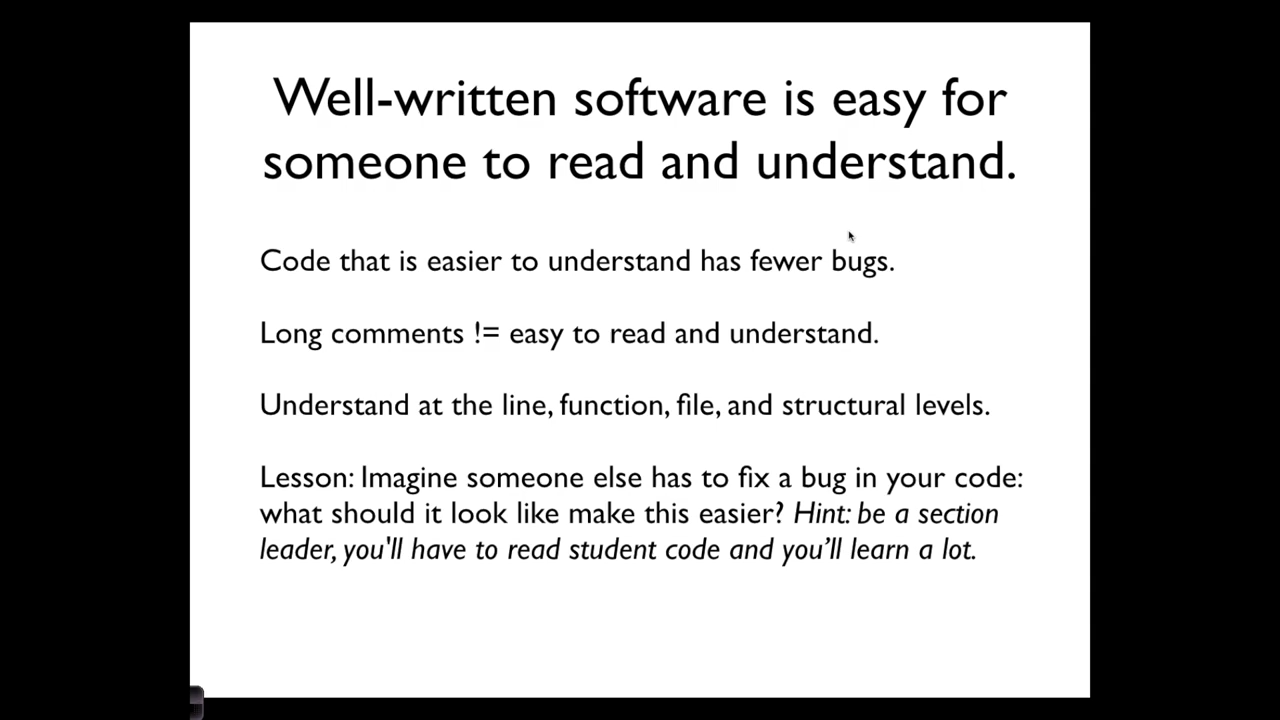 Well-written software is easy for
someone to read and understand.
Code that is easier to understand has fewer bugs.
Long comments != easy to read and understand.
Understand at the line, function, file, and structural levels.
Lesson: Imagine someone else has to fix a bug in your code:
what should it look like make this easier? Hint: be a section
leader, you'll have to read student code and you’ll learn a lot.